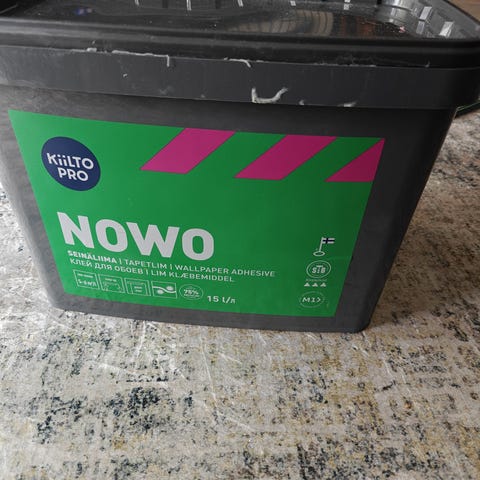 KiiLTO
PRO
NOWO
SEINÄLIIMA | TAPETLIM | WALLPAPER ADHESIVE
КЛЕЙ ДЛЯ ОБОЕВ | LIM KLÆBEMIDDEL
15 l/л
M1